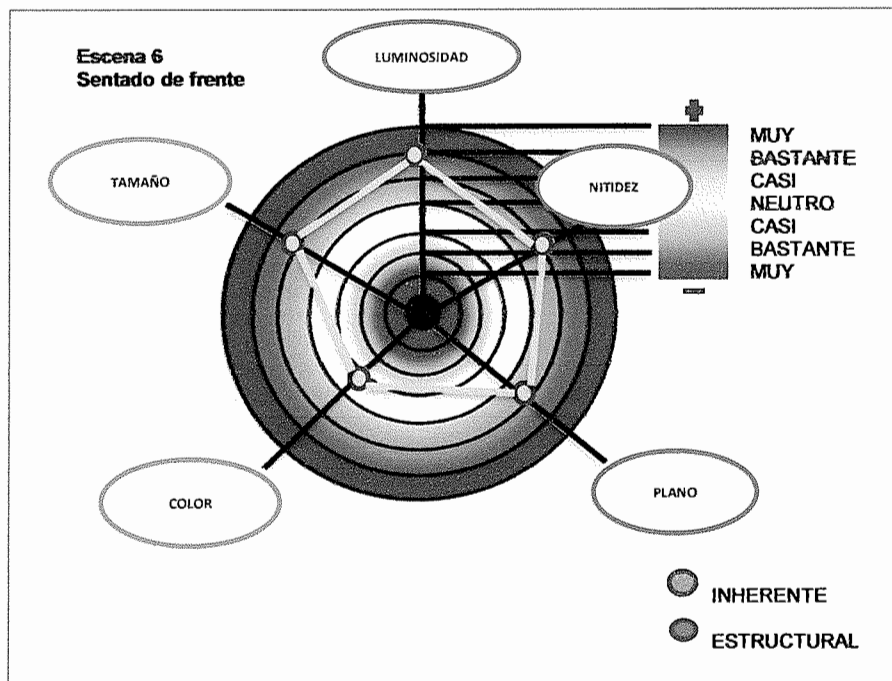 Escena 6
Sentado de frente
LUMINOSIDAD
TAMAÑO
NITIDEZ
COLOR
PLANO
+
MUY
BASTANTE
CASI
NEUTRO
CASI
BASTANTE
MUY
-
INHERENTE
ESTRUCTURAL